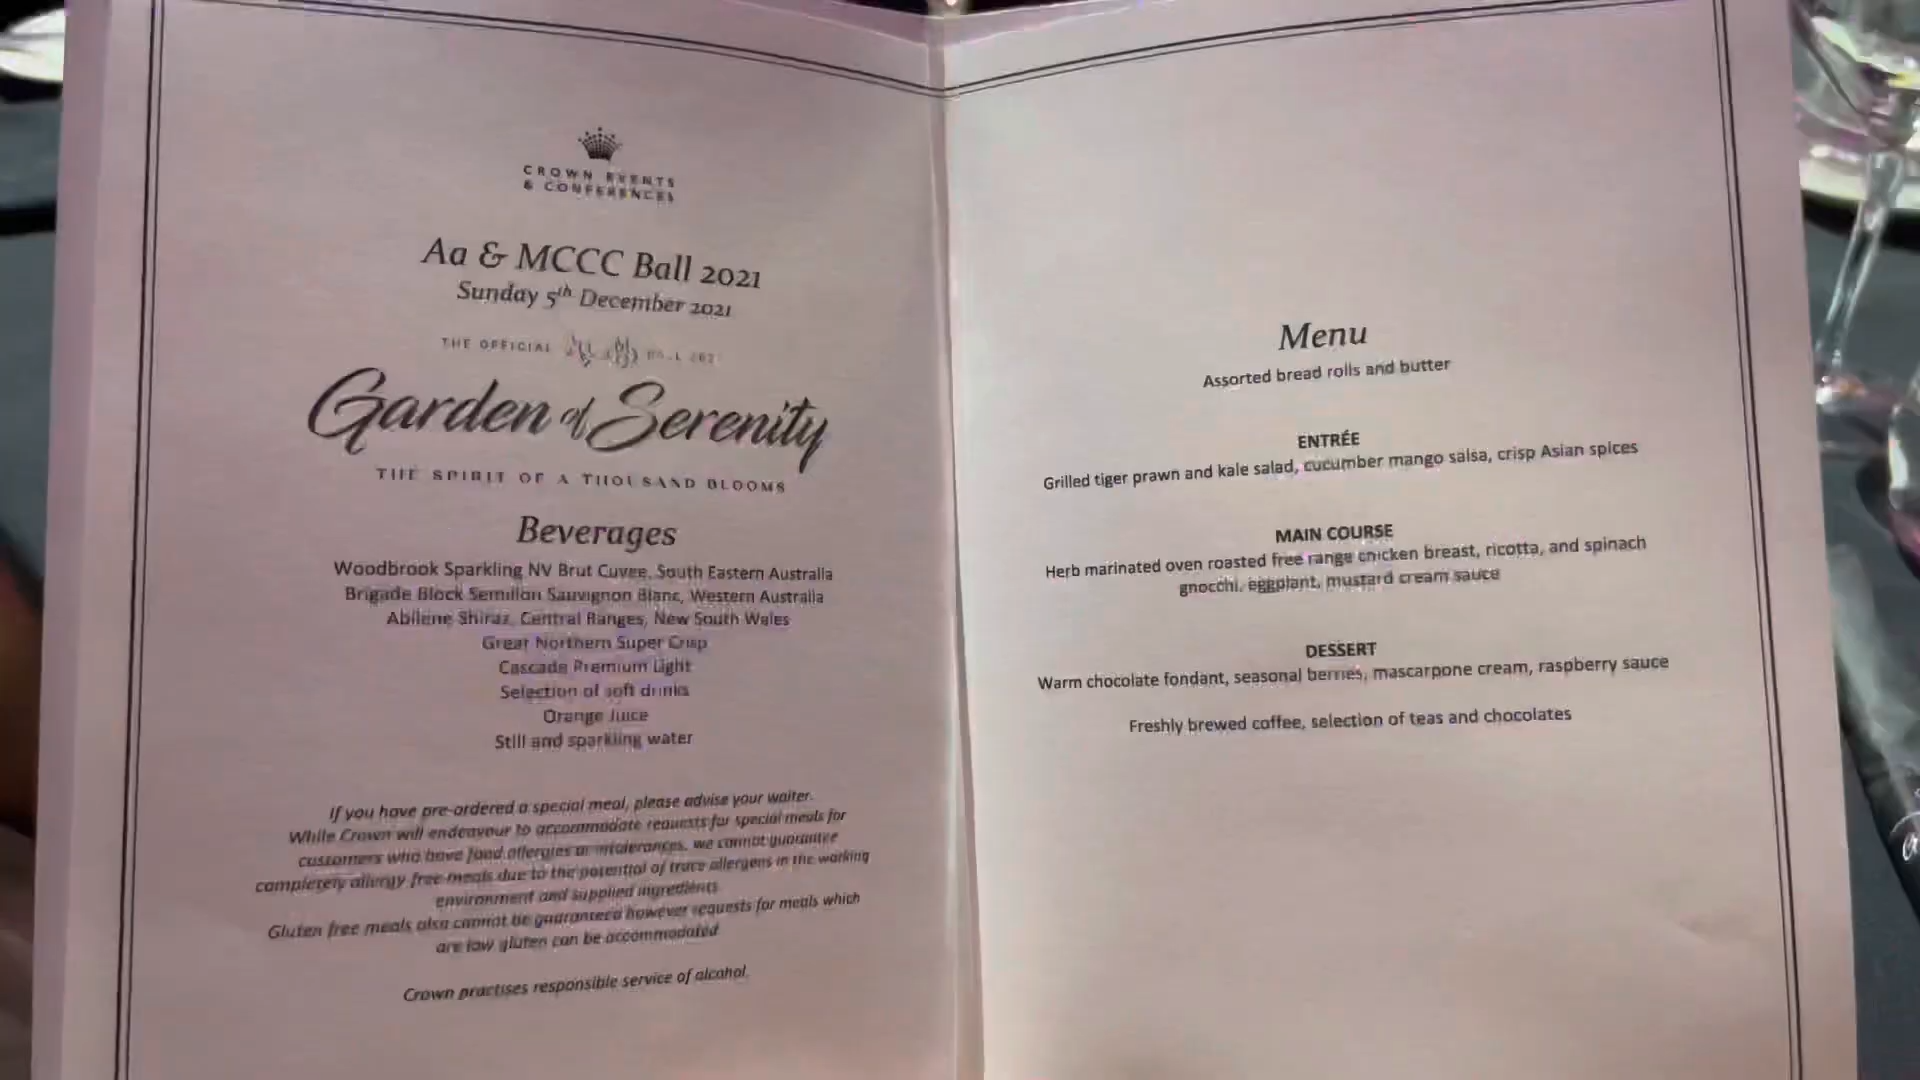 CROWN EVENTS
& CONFERENCES
Aa & MCCC Ball 2021
Sunday 5th December 2021
THE OFFICIAL
Garden of Serenity
THE SPIRIT OF A THOUSAND BLOOMS
Beverages
Woodbrook Sparkling NV Brut Cuvee, South Eastern Australia
Brigade Block Semillon Sauvignon Blanc, Western Australia
Abilene Shiraz, Central Ranges, New South Wales
Great Northern Super Crisp
Cascade Premium Light
Selection of soft drinks
Orange Juice
Still and sparkling water
If you have pre-ordered a special meal, please advise your waiter.
While Crown will endeavour to accommodate requests for special meals for
customers who have food allergies or intolerances, we cannot guarantee
completely allergy free meals due to the potential of trace allergens in the working
environment and supplied ingredients
Gluten free meals also cannot be guaranteed however requests for meals which
are low gluten can be accommodated
Crown practises responsible service of alcohol.
Menu
Assorted bread rolls and butter
ENTRÉE
Grilled tiger prawn and kale salad, cucumber mango salsa, crisp Asian spices
MAIN COURSE
Herb marinated oven roasted free range chicken breast, ricotta, and spinach
gnocchi, eggplant, mustard cream sauce
DESSERT
Warm chocolate fondant, seasonal berries, mascarpone cream, raspberry sauce
Freshly brewed coffee, selection of teas and chocolates